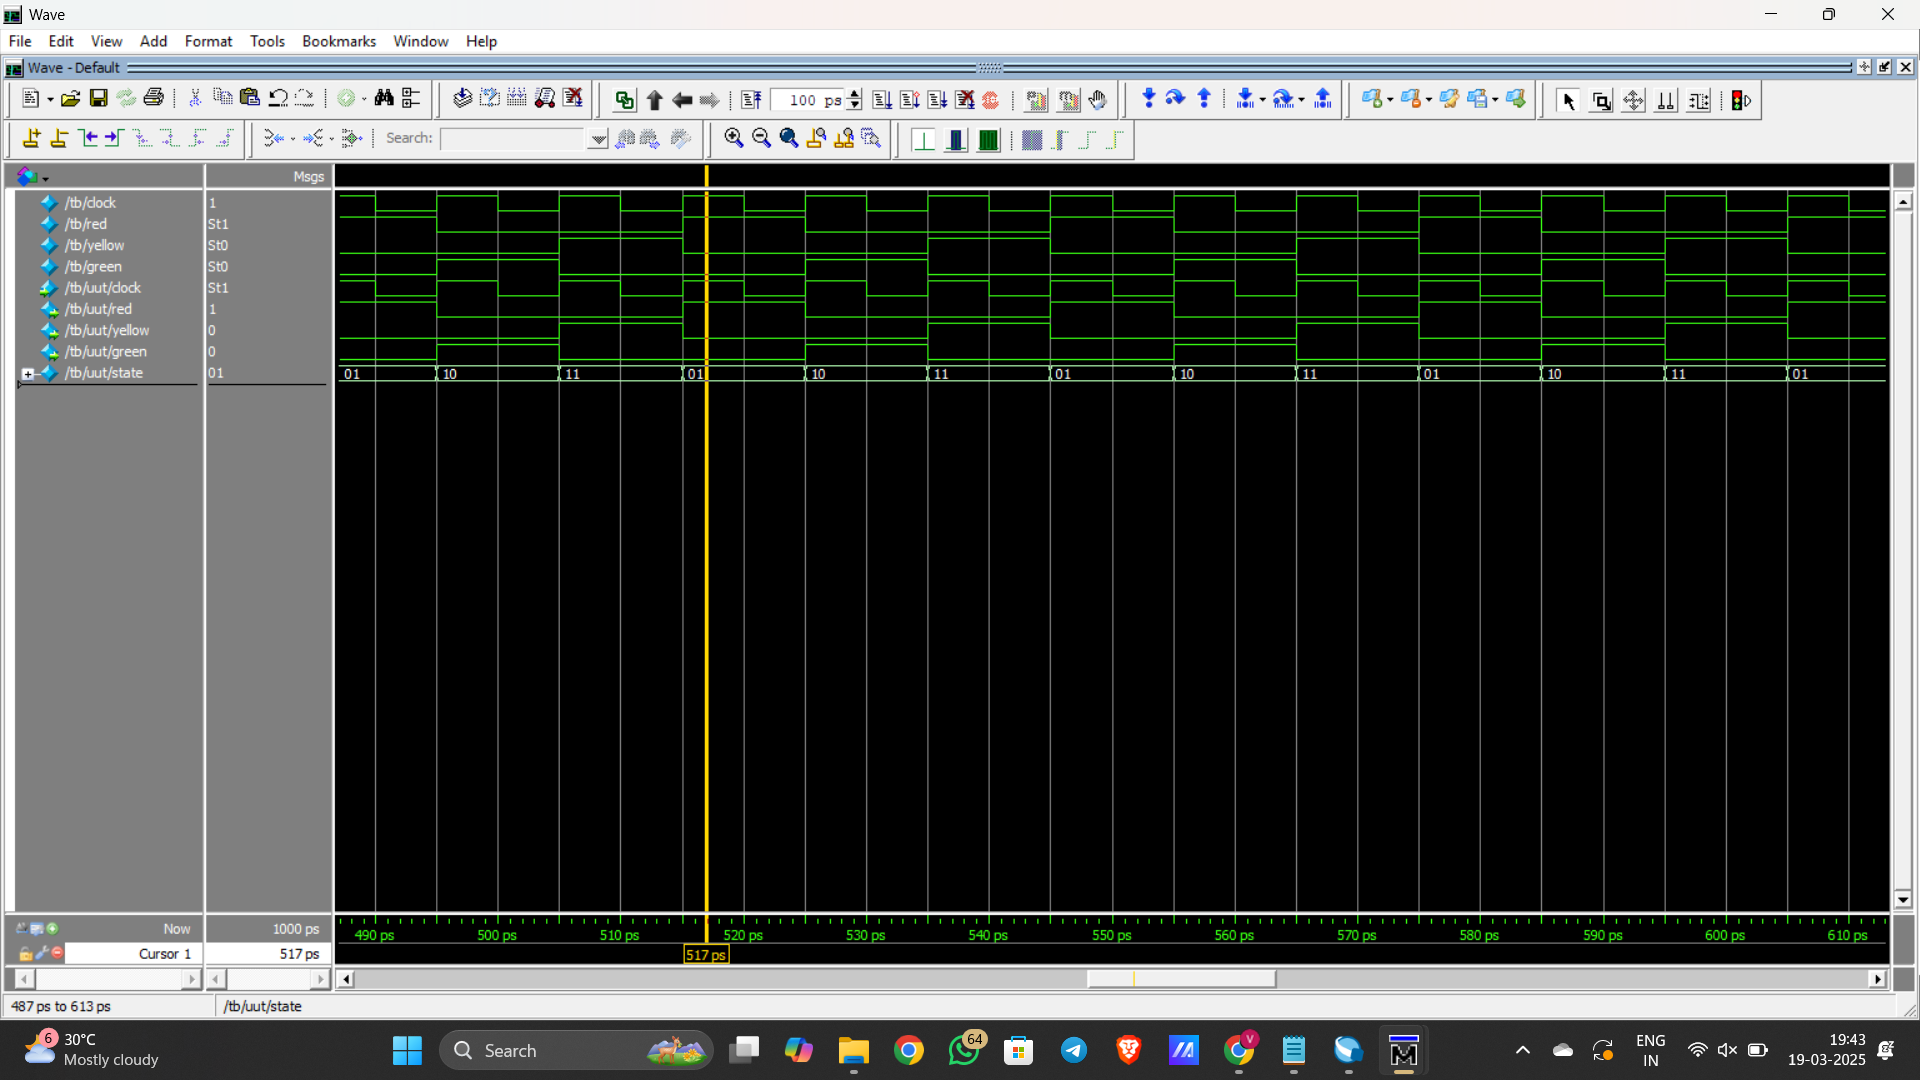 Wave
File Edit View Add Format Tools Bookmarks Window Help
Wave - Default
100 ps
Search:
Msgs
/tb/clock 1
/tb/red St1
/tb/yellow St0
/tb/green St0
/tb/uut/clock St1
/tb/uut/red 1
/tb/uut/yellow 0
/tb/uut/green 0
/tb/uut/state 01
01 10 11 01 10 11 01 10 11 01 10 11 01
Now 1000 ps
490 ps 500 ps 510 ps 520 ps 530 ps 540 ps 550 ps 560 ps 570 ps 580 ps 590 ps 600 ps 610 ps
Cursor 1 517 ps
517 ps
487 ps to 613 ps /tb/uut/state
6
30°C
Mostly cloudy
Search
64
V
M
ENG
IN
19:43
19-03-2025